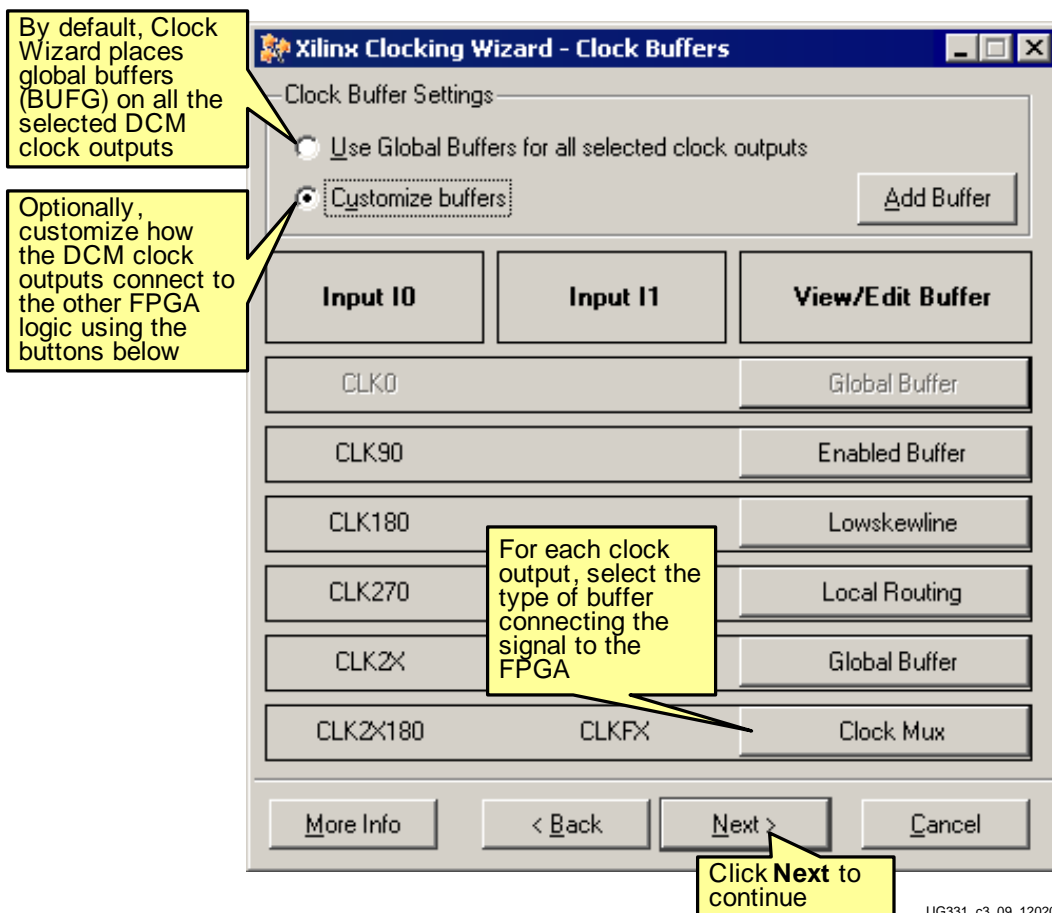 By default, Clock
Wizard places
global buffers
(BUFG) on all the
selected DCM
clock outputs
Xilinx Clocking Wizard - Clock Buffers
Clock Buffer Settings
Use Global Buffers for all selected clock outputs
Customize buffers
Add Buffer
Optionally,
customize how
the DCM clock
outputs connect to
the other FPGA
logic using the
buttons below
Input I0 Input I1 View/Edit Buffer
CLK0 Global Buffer
CLK90 Enabled Buffer
CLK180 Lowskewline
For each clock
output, select the
type of buffer
connecting the
signal to the
FPGA
CLK270 Local Routing
CLK2X Global Buffer
CLK2X180 CLKFX Clock Mux
More Info < Back Next > Cancel
Click Next to
continue
UG331_c3_09_12020